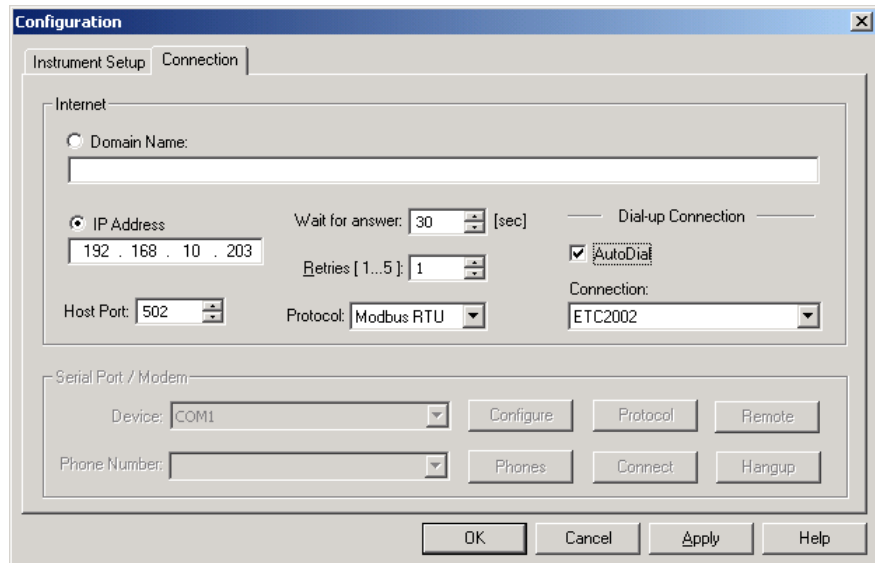 Configuration
Instrument Setup Connection
Internet
Domain Name:
IP Address Wait for answer: 30 [sec] Dial-up Connection
192 . 168 . 10 . 203 AutoDial
Retries [ 1...5 ]: 1
Connection:
Host Port: 502 Protocol: Modbus RTU ETC2002
Serial Port / Modem
Device: COM1 Configure Protocol Remote
Phone Number: Phones Connect Hangup
OK Cancel Apply Help